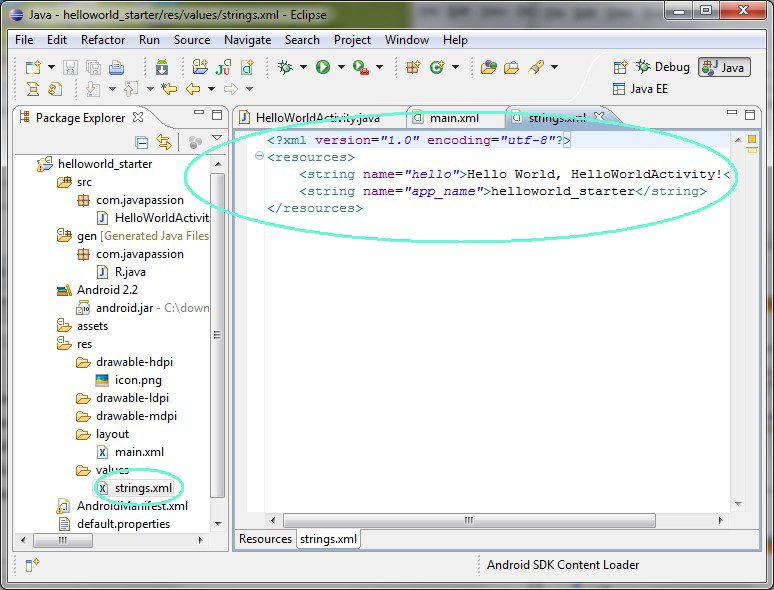 Java - helloworld_starter/res/values/strings.xml - Eclipse
File Edit Refactor Run Source Navigate Search Project Window Help
Debug Java
Java EE
Package Explorer
HelloWorldActivity.java main.xml strings.xml
helloworld_starter
src
com.javapassion
HelloWorldActivit
gen [Generated Java Files
com.javapassion
R.java
Android 2.2
android.jar - C:\down
assets
res
drawable-hdpi
icon.png
drawable-ldpi
drawable-mdpi
layout
main.xml
values
strings.xml
AndroidManifest.xml
default.properties
<?xml version="1.0" encoding="utf-8"?>
<resources>
<string name="hello">Hello World, HelloWorldActivity!<
<string name="app_name">helloworld_starter</string>
</resources>
Resources strings.xml
Android SDK Content Loader